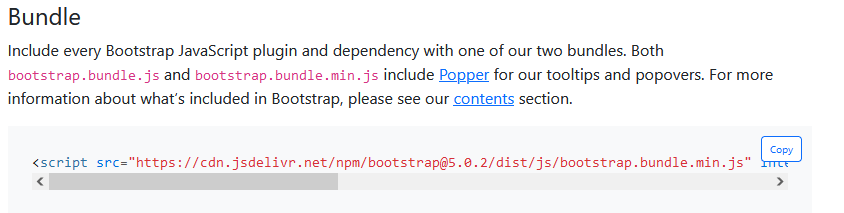 Bundle
Include every Bootstrap JavaScript plugin and dependency with one of our two bundles. Both
bootstrap.bundle.js and bootstrap.bundle.min.js include Popper for our tooltips and popovers. For more
information about what’s included in Bootstrap, please see our contents section.
Copy
<script src="https://cdn.jsdelivr.net/npm/bootstrap@5.0.2/dist/js/bootstrap.bundle.min.js" inte